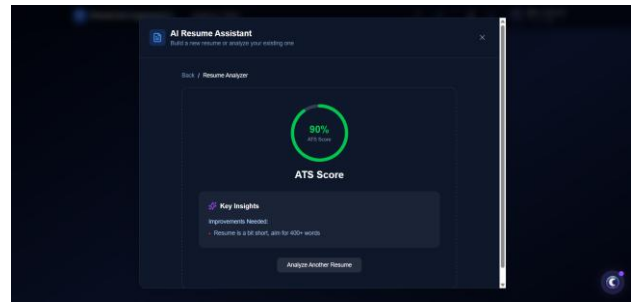 AI Resume Assistant
Build a new resume or analyze your existing one
Back / Resume Analyzer
90%
ATS Score
ATS Score
Key Insights
Improvements Needed:
Resume is a bit short, aim for 400+ words
Analyze Another Resume